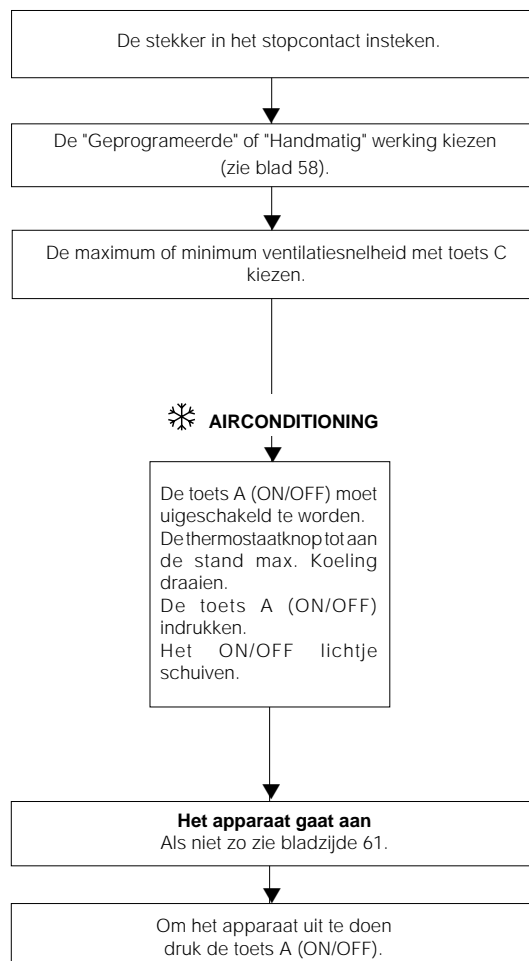 De stekker in het stopcontact insteken.
De "Geprogrameerde" of "Handmatig" werking kiezen
(zie blad 58).
De maximum of minimum ventilatiesnelheid met toets C
kiezen.
AIRCONDITIONING
De toets A (ON/OFF) moet
uigeschakeld te worden.
De thermostaatknop tot aan
de stand max. Koeling
draaien.
De toets A (ON/OFF)
indrukken.
Het ON/OFF lichtje
schuiven.
Het apparaat gaat aan
Als niet zo zie bladzijde 61.
Om het apparaat uit te doen
druk de toets A (ON/OFF).